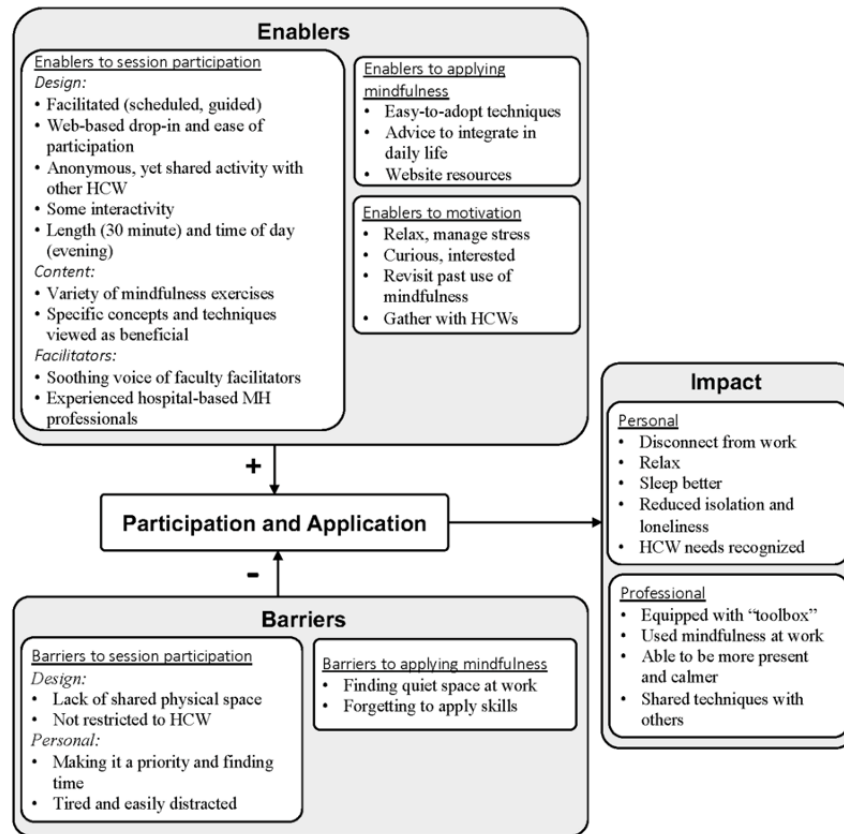 Enablers
Enablers to session participation
Design:
• Facilitated (scheduled, guided)
• Web-based drop-in and ease of
participation
• Anonymous, yet shared activity with
other HCW
• Some interactivity
• Length (30 minute) and time of day
(evening)
Content:
• Variety of mindfulness exercises
• Specific concepts and techniques
viewed as beneficial
Facilitators:
• Soothing voice of faculty facilitators
• Experienced hospital-based MH
professionals
Enablers to applying
mindfulness
• Easy-to-adopt techniques
• Advice to integrate in
daily life
• Website resources
Enablers to motivation
• Relax, manage stress
• Curious, interested
• Revisit past use of
mindfulness
• Gather with HCWs
+
Participation and Application
-
Barriers
Barriers to session participation
Design:
• Lack of shared physical space
• Not restricted to HCW
Personal:
• Making it a priority and finding
time
• Tired and easily distracted
Barriers to applying mindfulness
• Finding quiet space at work
• Forgetting to apply skills
Impact
Personal
• Disconnect from work
• Relax
• Sleep better
• Reduced isolation and
loneliness
• HCW needs recognized
Professional
• Equipped with “toolbox”
• Used mindfulness at work
• Able to be more present
and calmer
• Shared techniques with
others